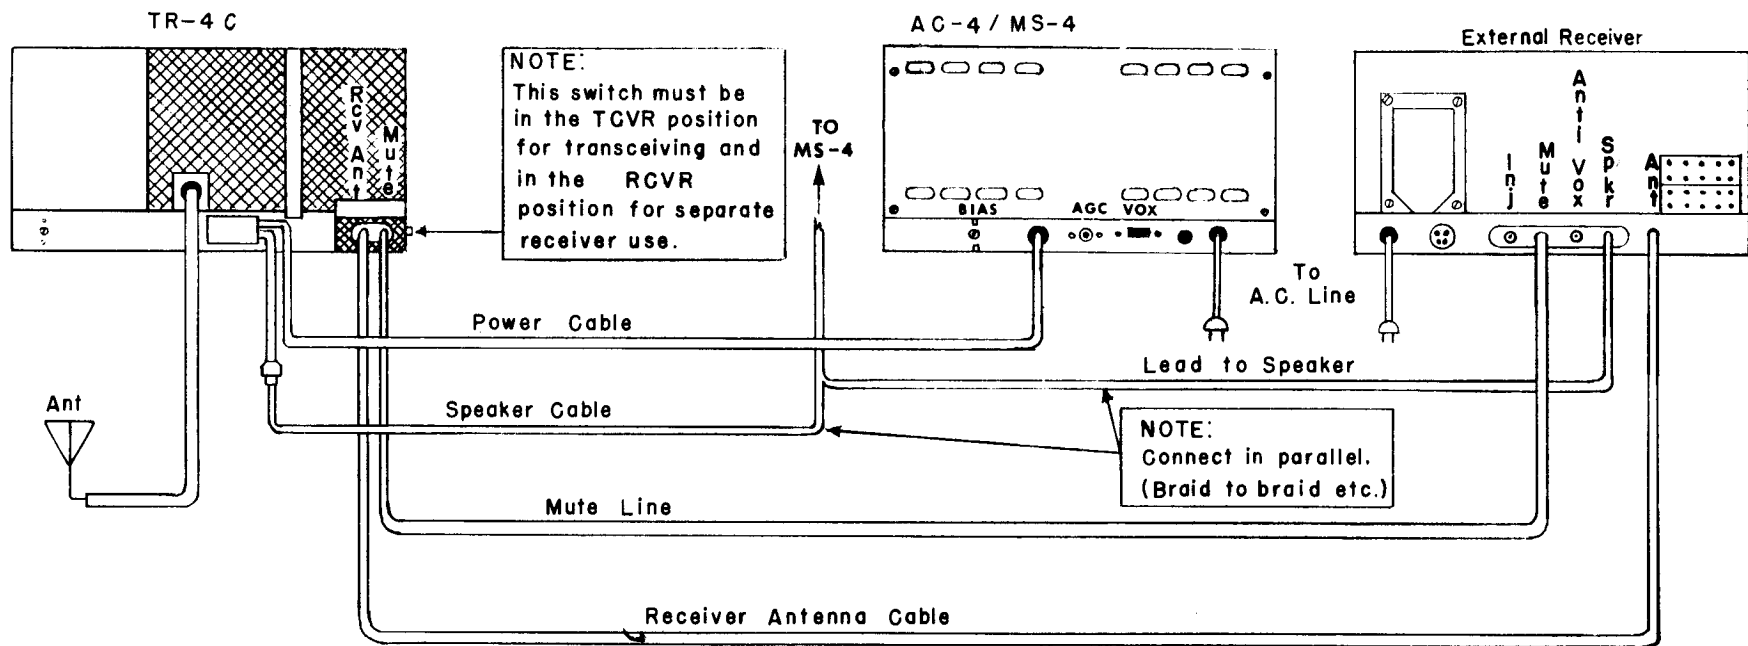 TR-4C
AC-4 / MS-4
External Receiver
Rcv Ant
Mute
NOTE:
This switch must be
in the TCVR position
for transceiving and
in the RCVR
position for separate
receiver use.
TO
MS-4
BIAS
AGC VOX
Inj
Mute
Anti Vox
Spkr
Ant
To
A.C. Line
Power Cable
Lead to Speaker
Ant
Speaker Cable
NOTE:
Connect in parallel.
(Braid to braid etc.)
Mute Line
Receiver Antenna Cable